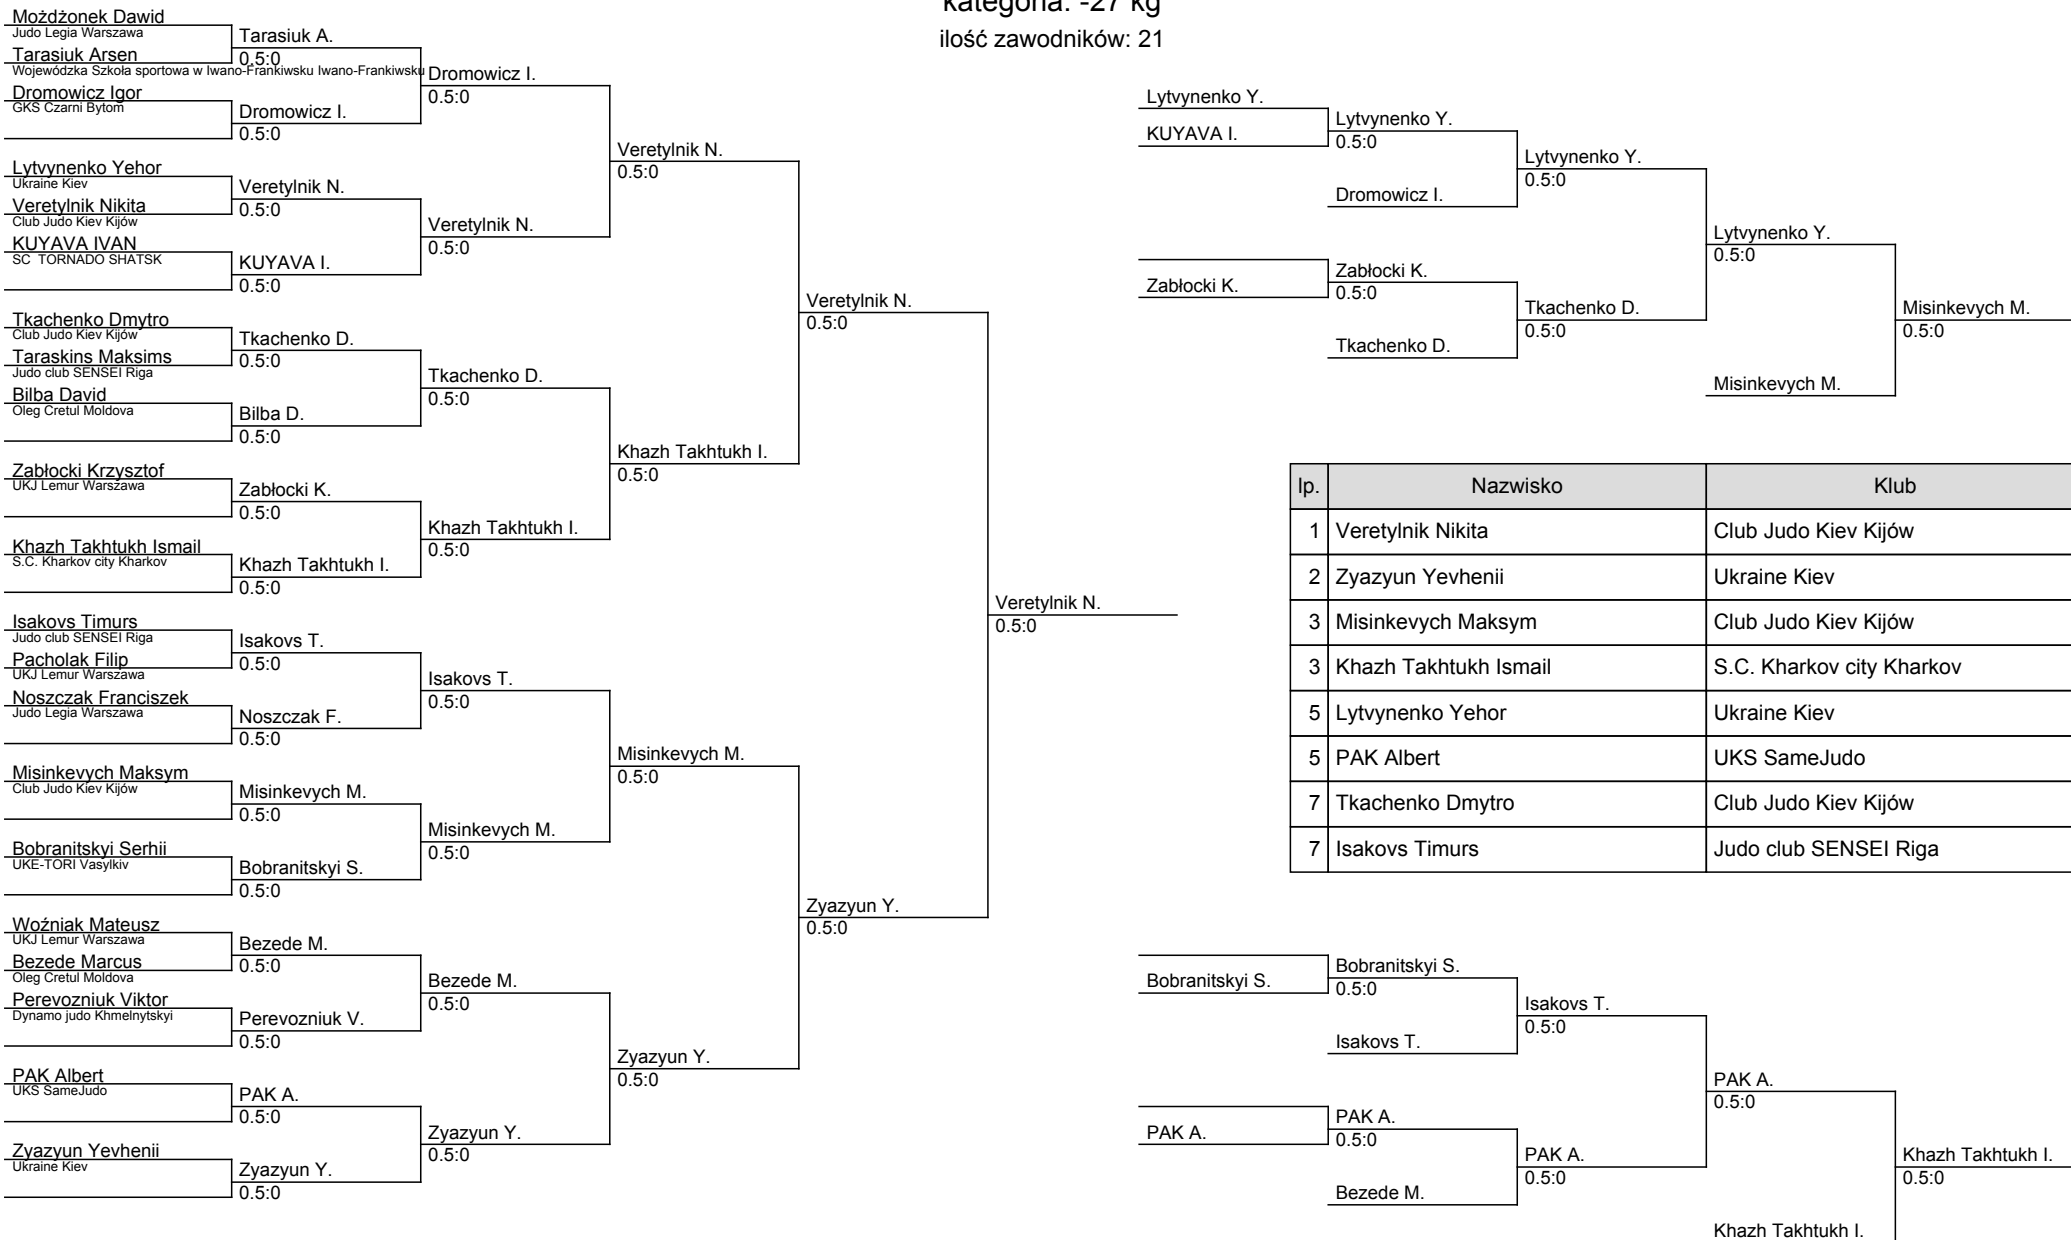 kategoria: -27 kg
ilość zawodników: 21
Możdżonek Dawid
Judo Legia Warszawa
Tarasiuk Arsen
Wojewódzka Szkoła sportowa w Iwano-Frankiwsku Iwano-Frankiwsku
Dromowicz Igor
GKS Czarni Bytom
Lytvynenko Yehor
Ukraine Kiev
Veretylnik Nikita
Club Judo Kiev Kijów
KUYAVA IVAN
SC TORNADO SHATSK
Tkachenko Dmytro
Club Judo Kiev Kijów
Taraskins Maksims
Judo club SENSEI Riga
Bilba David
Oleg Cretul Moldova
Zabłocki Krzysztof
UKJ Lemur Warszawa
Khazh Takhtukh Ismail
S.C. Kharkov city Kharkov
Isakovs Timurs
Judo club SENSEI Riga
Pacholak Filip
UKJ Lemur Warszawa
Noszczak Franciszek
Judo Legia Warszawa
Misinkevych Maksym
Club Judo Kiev Kijów
Bobranitskyi Serhii
UKE-TORI Vasylkiv
Woźniak Mateusz
UKJ Lemur Warszawa
Bezede Marcus
Oleg Cretul Moldova
Perevozniuk Viktor
Dynamo judo Khmelnytskyi
PAK Albert
UKS SameJudo
Zyazyun Yevhenii
Ukraine Kiev
Tarasiuk A.
0.5:0
Dromowicz I.
0.5:0
Veretylnik N.
0.5:0
KUYAVA I.
0.5:0
Tkachenko D.
0.5:0
Bilba D.
0.5:0
Zabłocki K.
0.5:0
Khazh Takhtukh I.
0.5:0
Isakovs T.
0.5:0
Noszczak F.
0.5:0
Misinkevych M.
0.5:0
Bobranitskyi S.
0.5:0
Bezede M.
0.5:0
Perevozniuk V.
0.5:0
PAK A.
0.5:0
Zyazyun Y.
0.5:0
Dromowicz I.
0.5:0
Veretylnik N.
0.5:0
Tkachenko D.
0.5:0
Khazh Takhtukh I.
0.5:0
Isakovs T.
0.5:0
Misinkevych M.
0.5:0
Bezede M.
0.5:0
Zyazyun Y.
0.5:0
Veretylnik N.
0.5:0
Khazh Takhtukh I.
0.5:0
Misinkevych M.
0.5:0
Zyazyun Y.
0.5:0
Veretylnik N.
0.5:0
Zyazyun Y.
0.5:0
Veretylnik N.
0.5:0
Lytvynenko Y.
KUYAVA I.
Zabłocki K.
Lytvynenko Y.
0.5:0
Dromowicz I.
Zabłocki K.
0.5:0
Tkachenko D.
Lytvynenko Y.
0.5:0
Tkachenko D.
0.5:0
Lytvynenko Y.
0.5:0
Misinkevych M.
Misinkevych M.
0.5:0
lp. Nazwisko Klub
1 Veretylnik Nikita Club Judo Kiev Kijów
2 Zyazyun Yevhenii Ukraine Kiev
3 Misinkevych Maksym Club Judo Kiev Kijów
3 Khazh Takhtukh Ismail S.C. Kharkov city Kharkov
5 Lytvynenko Yehor Ukraine Kiev
5 PAK Albert UKS SameJudo
7 Tkachenko Dmytro Club Judo Kiev Kijów
7 Isakovs Timurs Judo club SENSEI Riga
Bobranitskyi S.
PAK A.
Bobranitskyi S.
0.5:0
Isakovs T.
PAK A.
0.5:0
Bezede M.
Isakovs T.
0.5:0
PAK A.
0.5:0
PAK A.
0.5:0
Khazh Takhtukh I.
Khazh Takhtukh I.
0.5:0